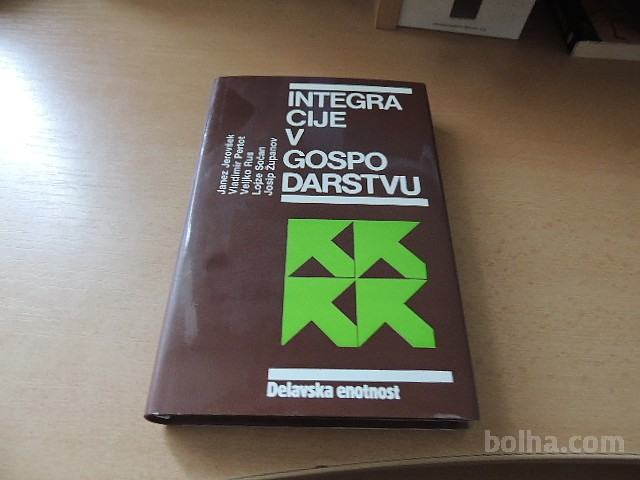 INTEGRA
CIJE
V
GOSPO
DARSTVU
Janez Jerovšek
Vladimir Pertot
Veljko Rus
Lojze Sočan
Josip Županov
Delavska enotnost
bolha.com